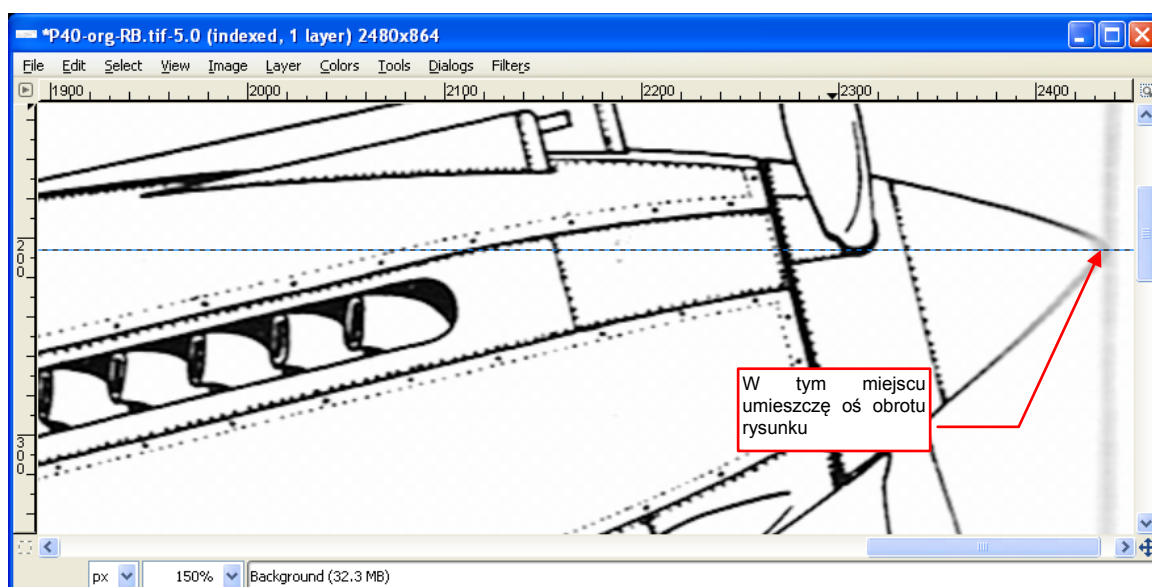 *P40-org-RB.tif-5.0 (indexed, 1 layer) 2480x864
File Edit Select View Image Layer Colors Tools Dialogs Filters
1900 2000 2100 2200 2300 2400
200
300
W tym miejscu
umieszczę oś obrotu
rysunku
px 150% Background (32.3 MB)